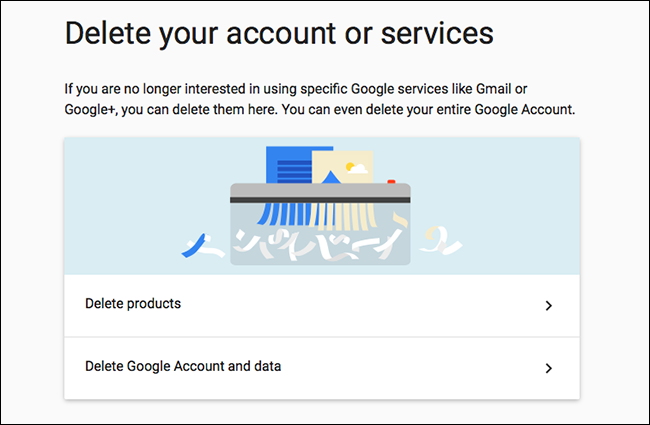 Delete your account or services
If you are no longer interested in using specific Google services like Gmail or
Google+, you can delete them here. You can even delete your entire Google Account.
Delete products
Delete Google Account and data